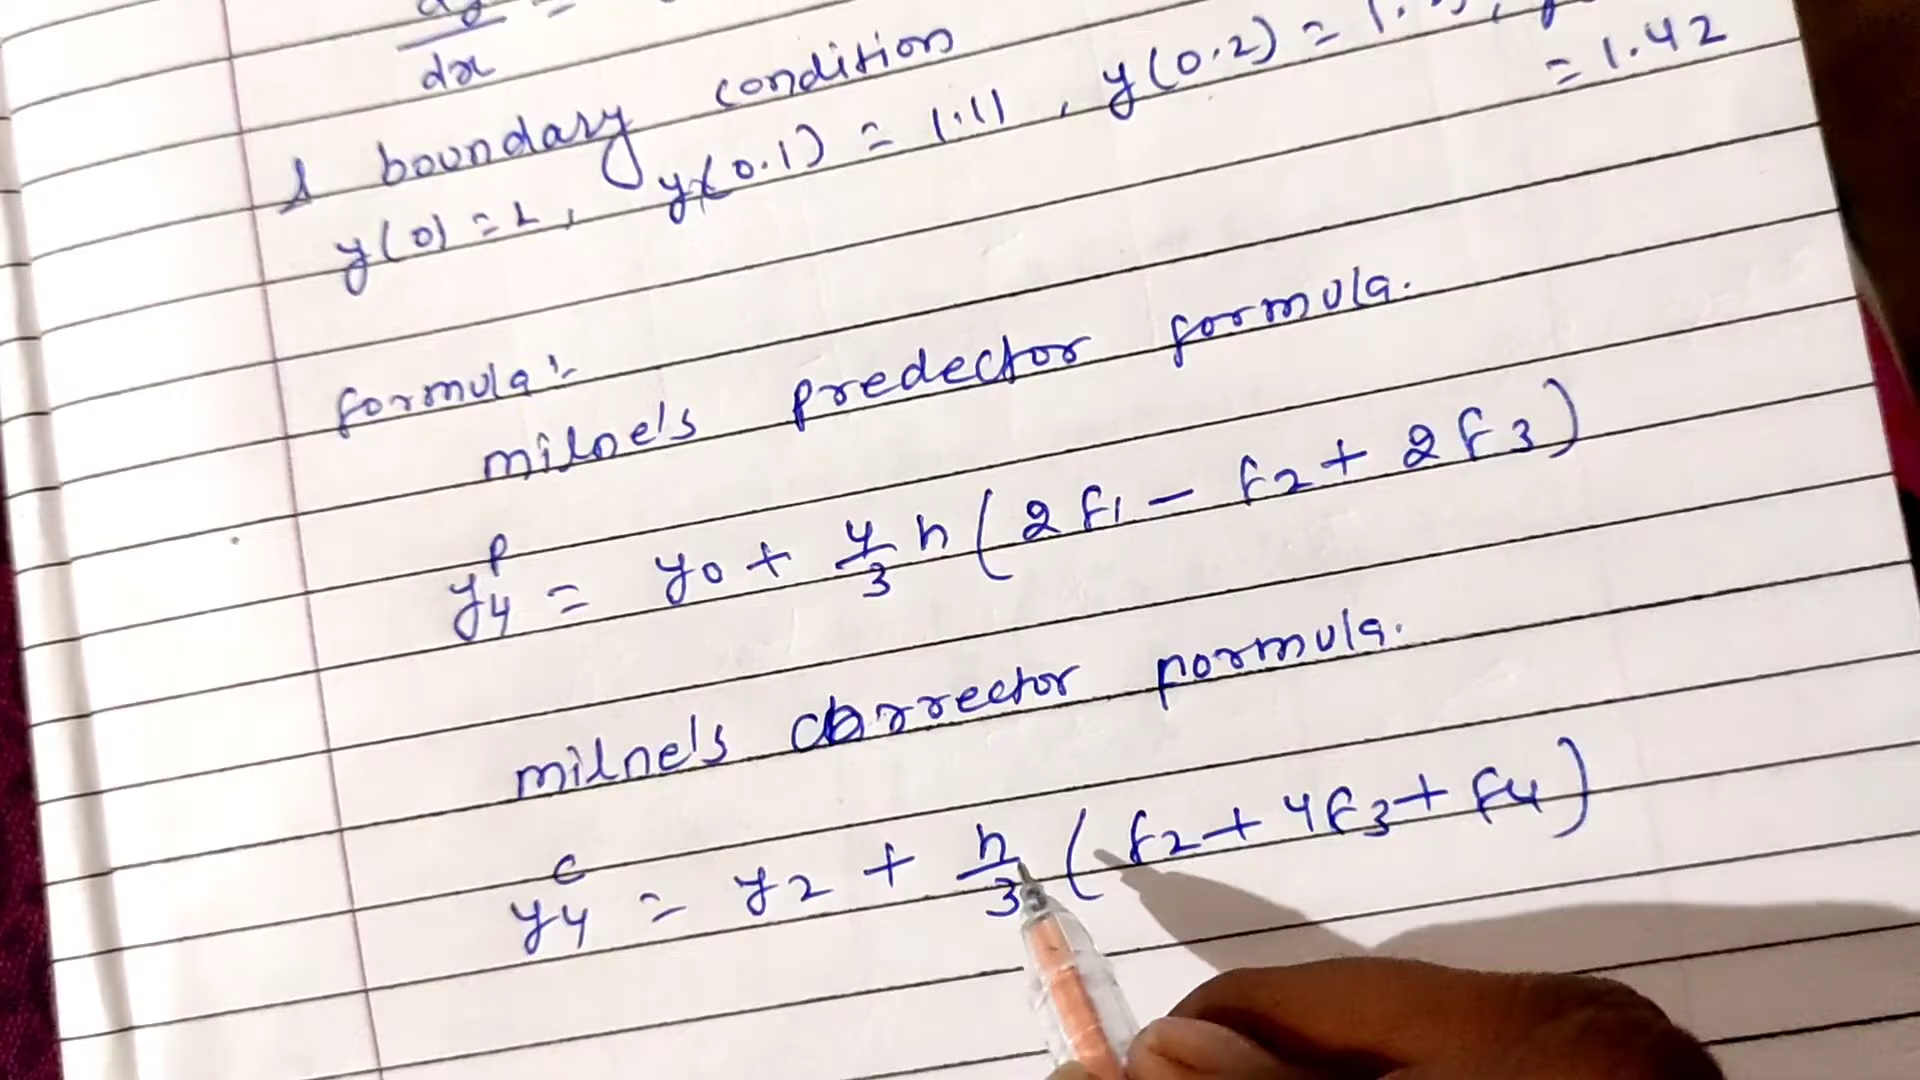 dx
& boundary condition
y(0) = 1, y(0.1) = 1.11, y(0.2) = 1.
= 1.42
formula:-
milne's predector formula.
y₄ᵖ = y₀ + 4/3 h (2f₁ - f₂ + 2f₃)
milne's corrector formula.
y₄ᶜ = y₂ + h/3 (f₂ + 4f₃ + f₄)